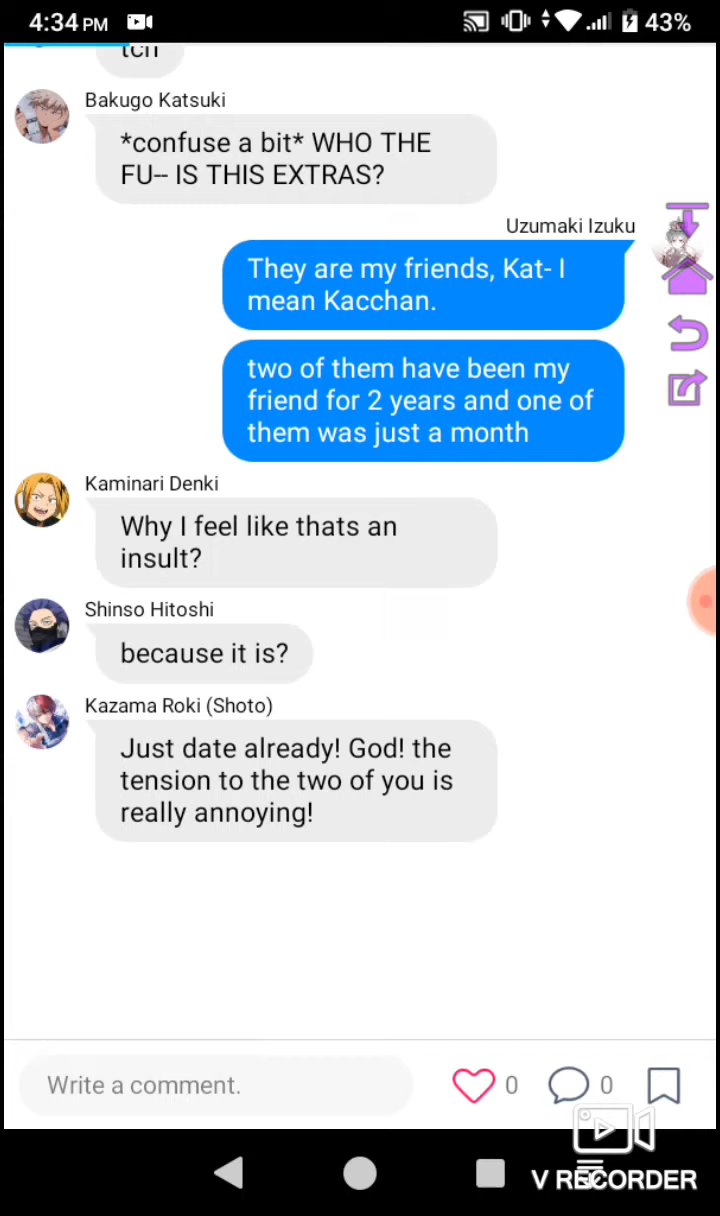 4:34 PM
43%
tch
Bakugo Katsuki
*confuse a bit* WHO THE
FU-- IS THIS EXTRAS?
Uzumaki Izuku
They are my friends, Kat- I
mean Kacchan.
two of them have been my
friend for 2 years and one of
them was just a month
Kaminari Denki
Why I feel like thats an
insult?
Shinso Hitoshi
because it is?
Kazama Roki (Shoto)
Just date already! God! the
tension to the two of you is
really annoying!
Write a comment.
0
0
V RECORDER